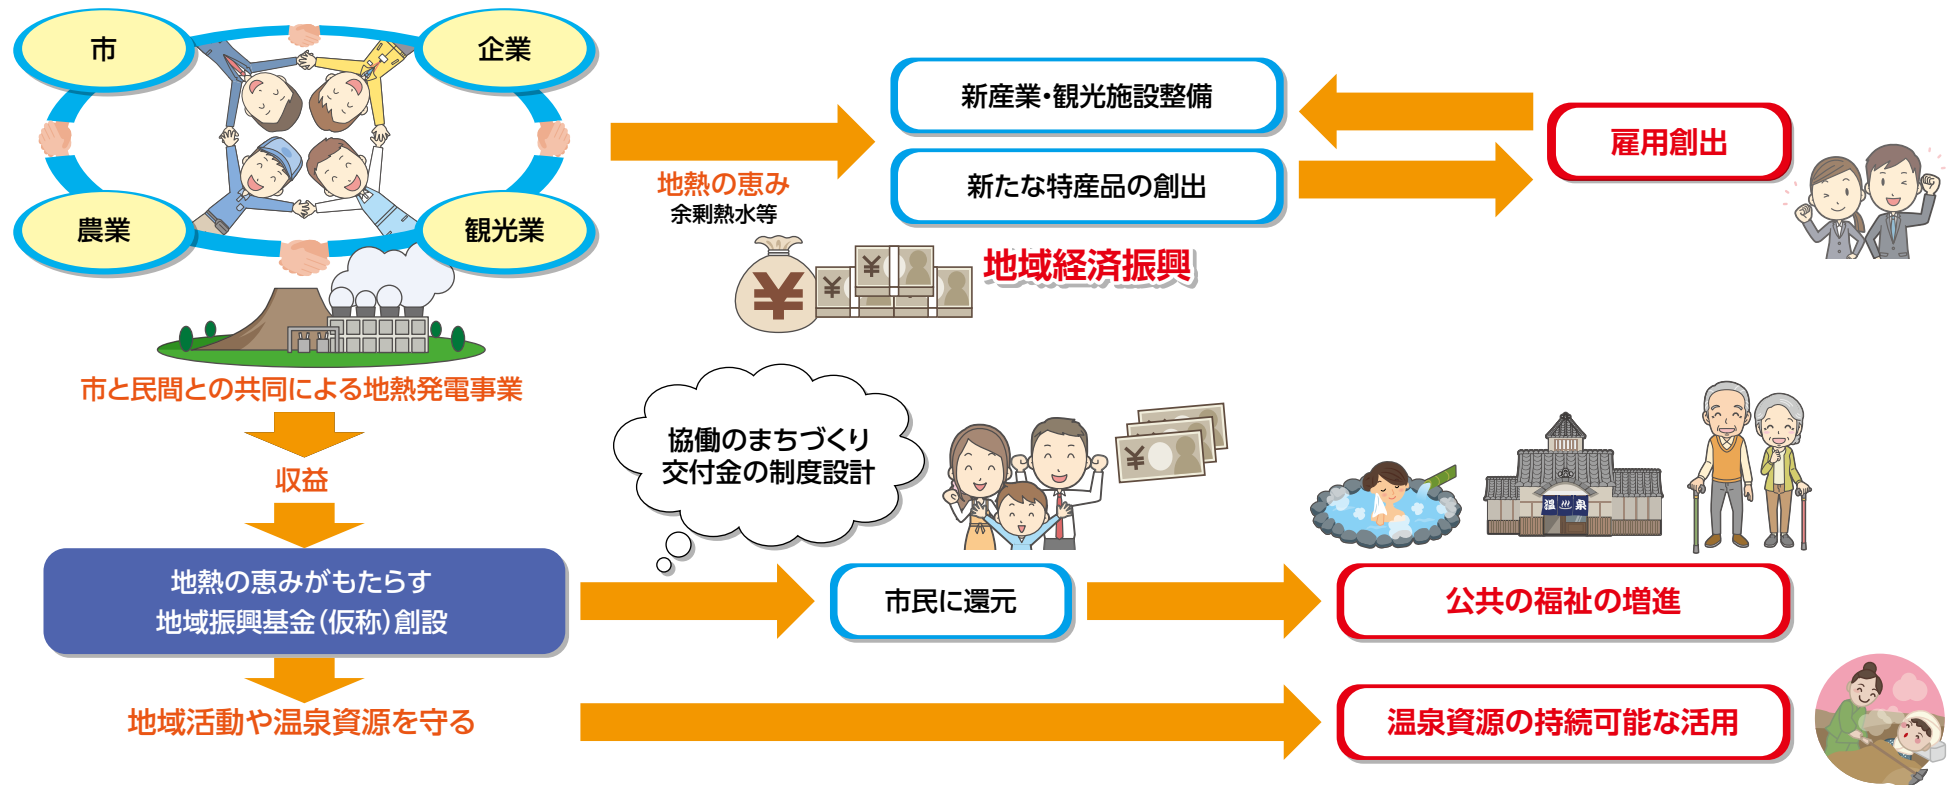 市
企業
農業
観光業
市と民間との共同による地熱発電事業
収益
地熱の恵みがもたらす
地域振興基金(仮称)創設
地域活動や温泉資源を守る
地熱の恵み
余剰熱水等
新産業・観光施設整備
新たな特産品の創出
雇用創出
¥
¥
¥
地域経済振興
協働のまちづくり
交付金の制度設計
¥
市民に還元
温♨泉
公共の福祉の増進
温泉資源の持続可能な活用